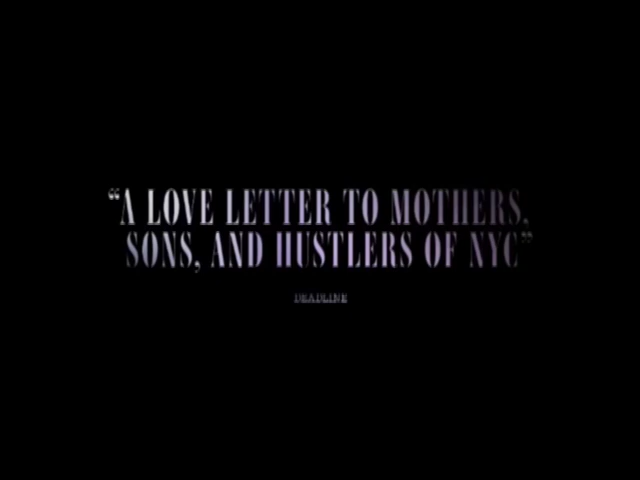 “A LOVE LETTER TO MOTHERS,
SONS, AND HUSTLERS OF NYC”
DEADLINE